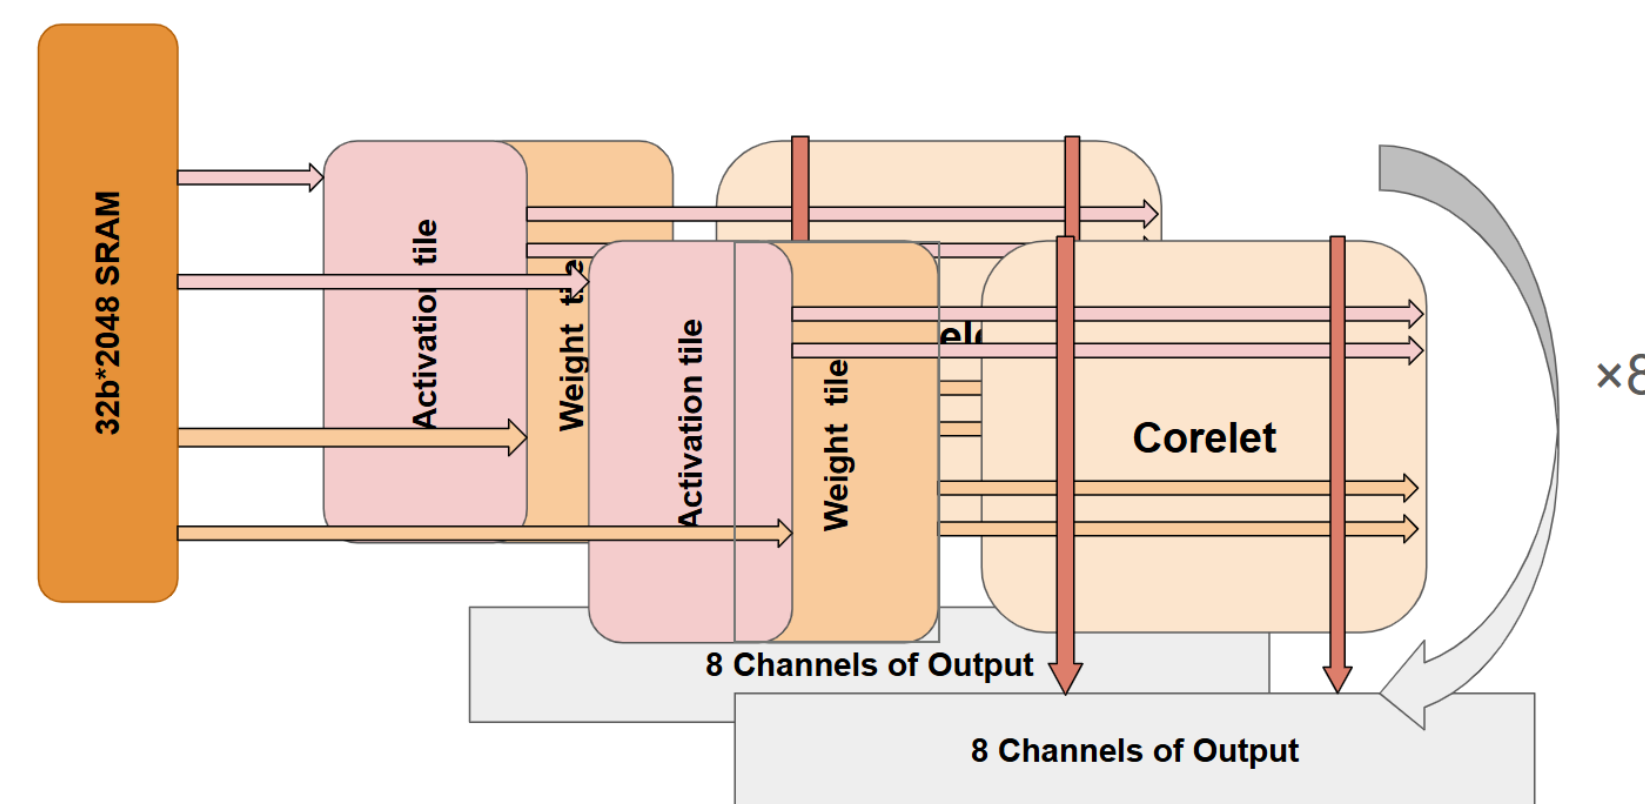 32b*2048 SRAM
Activation tile
Weight tile
Activation tile
Weight tile
Corelet
×8
8 Channels of Output
8 Channels of Output